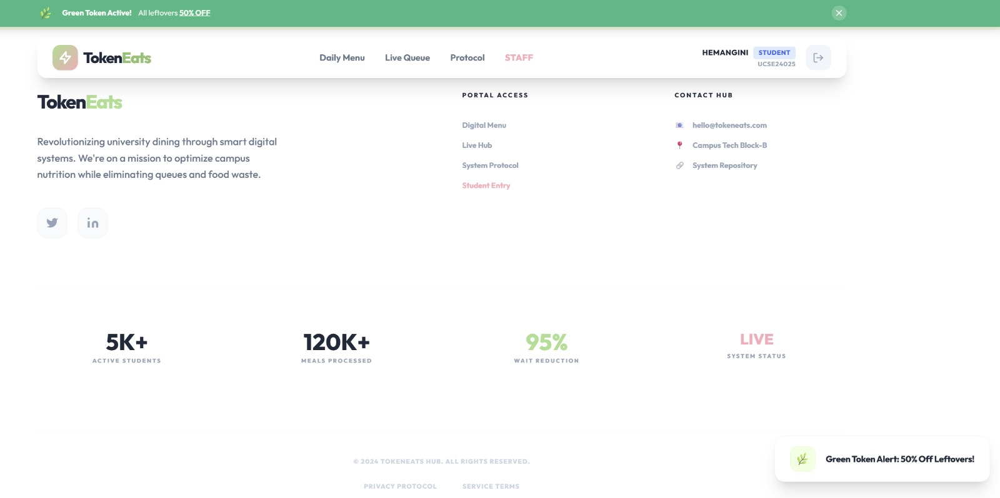 Green Token Active! All leftovers 50% OFF
TokenEats
Daily Menu Live Queue Protocol STAFF
HEMANGINI STUDENT
UCSE24025
TokenEats
Revolutionizing university dining through smart digital
systems. We're on a mission to optimize campus
nutrition while eliminating queues and food waste.
PORTAL ACCESS
Digital Menu
Live Hub
System Protocol
Student Entry
CONTACT HUB
hello@tokeneats.com
Campus Tech Block-B
System Repository
5K+
ACTIVE STUDENTS
120K+
MEALS PROCESSED
95%
WAIT REDUCTION
LIVE
SYSTEM STATUS
Green Token Alert: 50% Off Leftovers!
© 2024 TOKENEATS HUB. ALL RIGHTS RESERVED.
PRIVACY PROTOCOL SERVICE TERMS